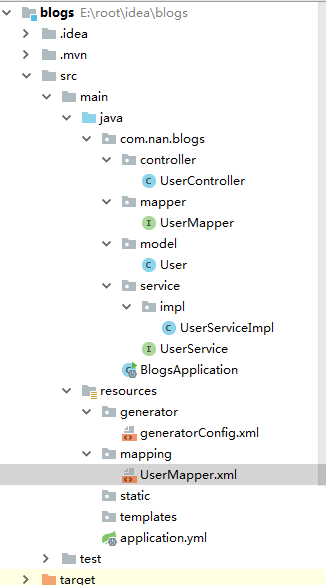 blogs E:\root\idea\blogs
.idea
.mvn
src
main
java
com.nan.blogs
controller
UserController
mapper
UserMapper
model
User
service
impl
UserServiceImpl
UserService
BlogsApplication
resources
generator
generatorConfig.xml
mapping
UserMapper.xml
static
templates
application.yml
test
target